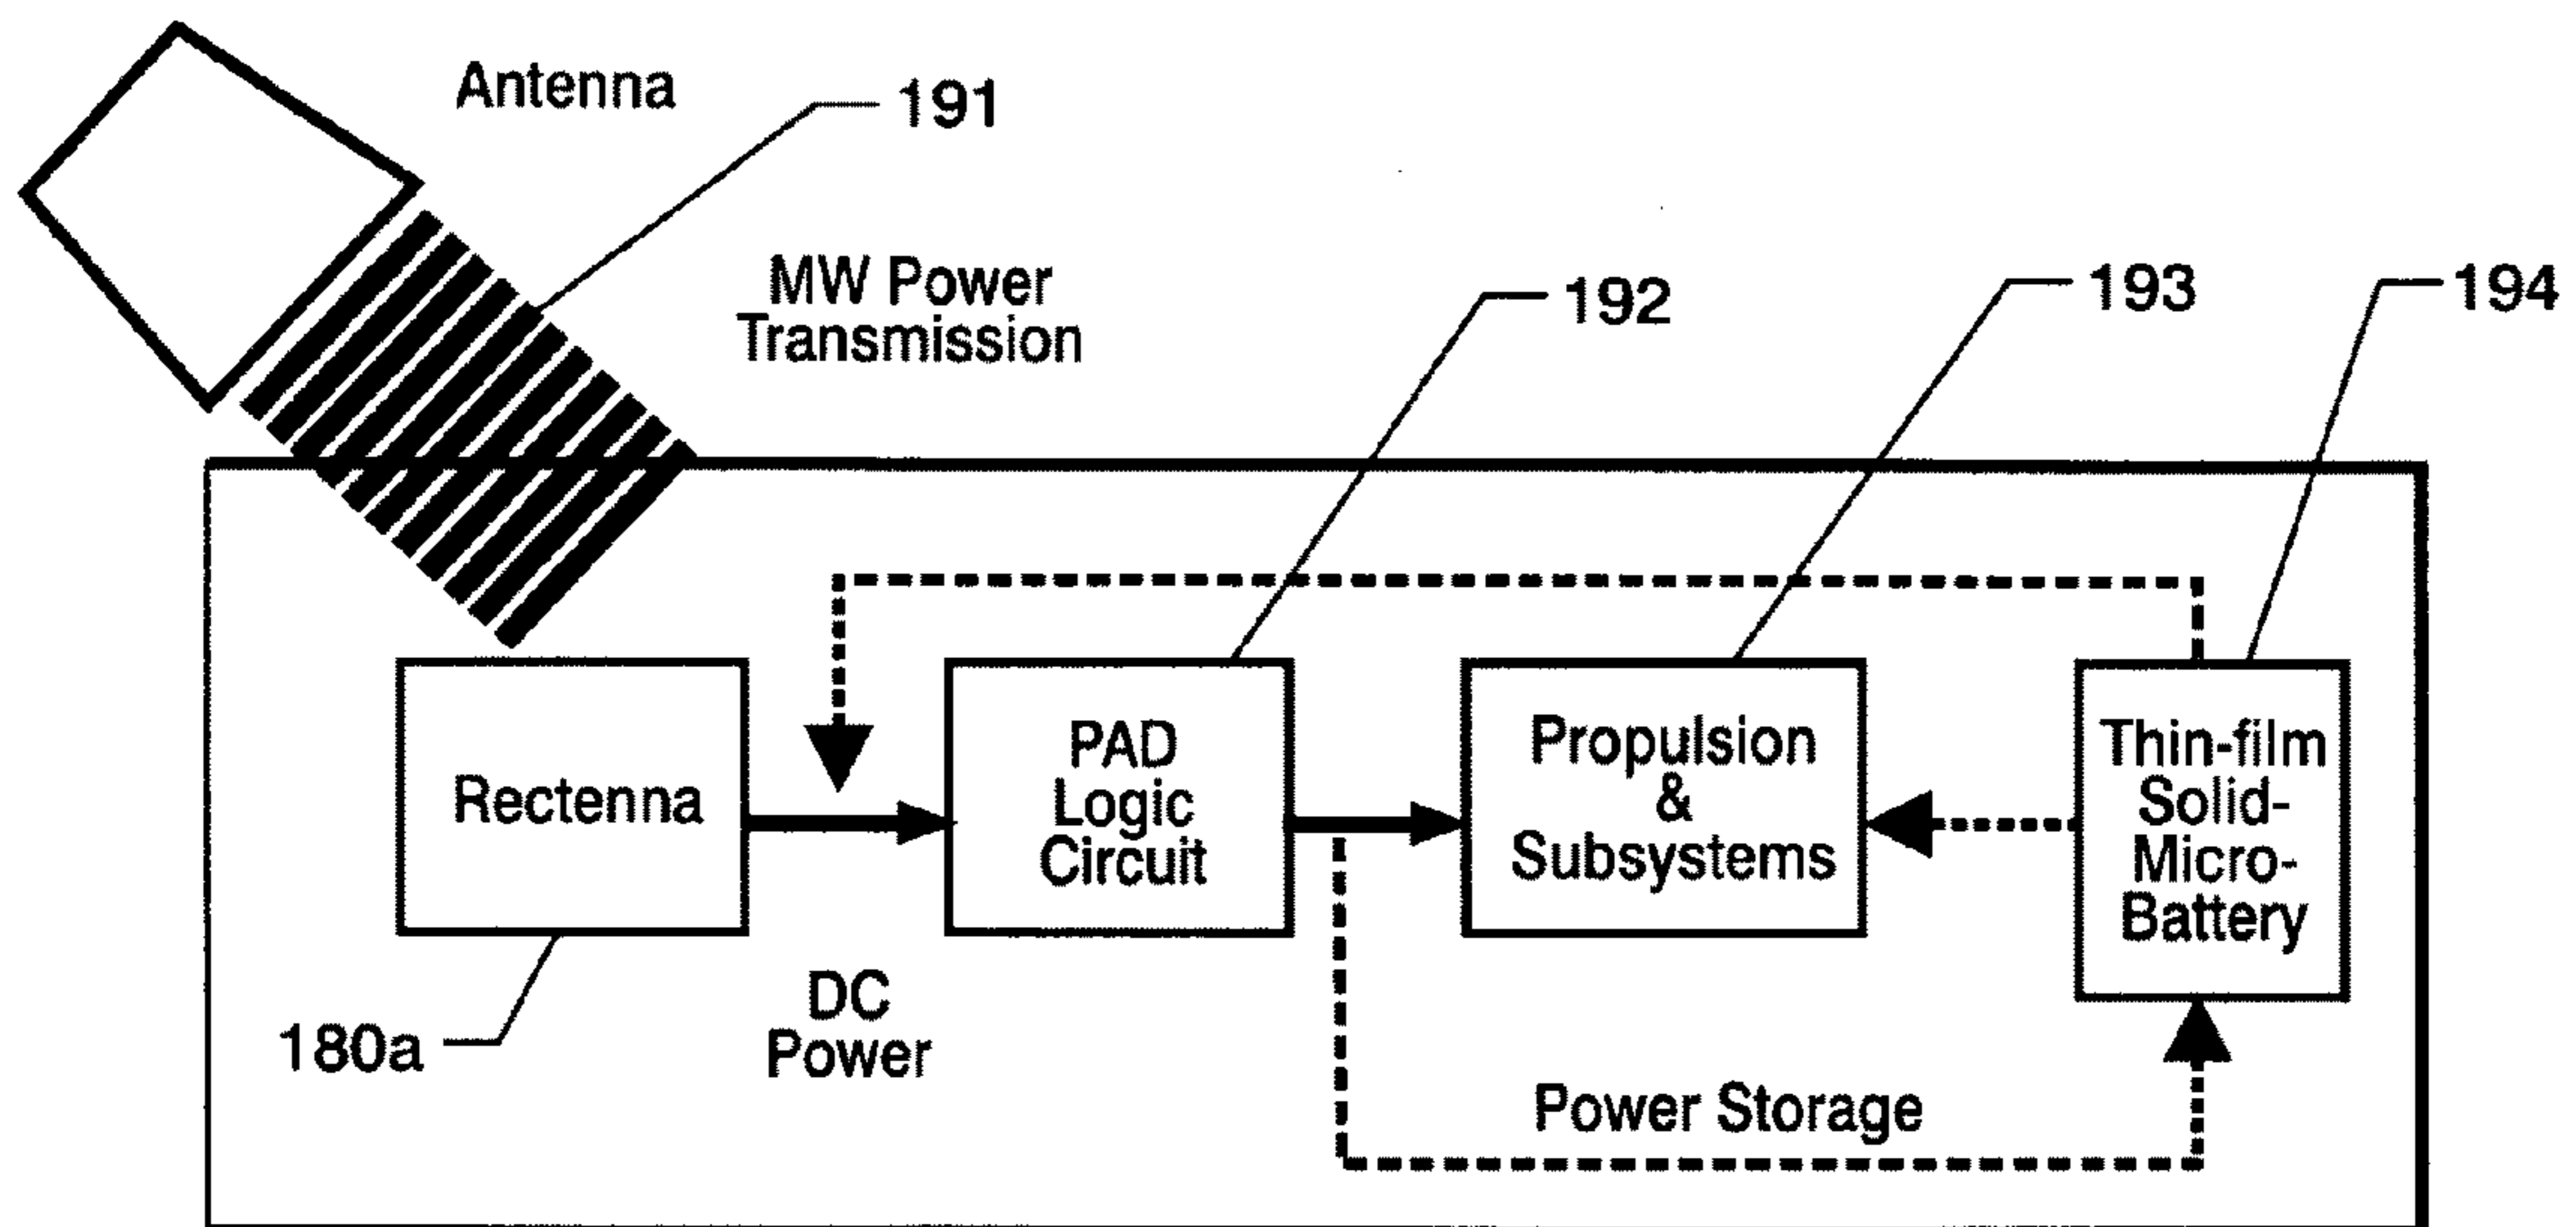 Antenna
191
MW Power
Transmission
192
193
194
Rectenna
PAD
Logic
Circuit
Propulsion
&
Subsystems
Thin-film
Solid-
Micro-
Battery
180a
DC
Power
Power Storage